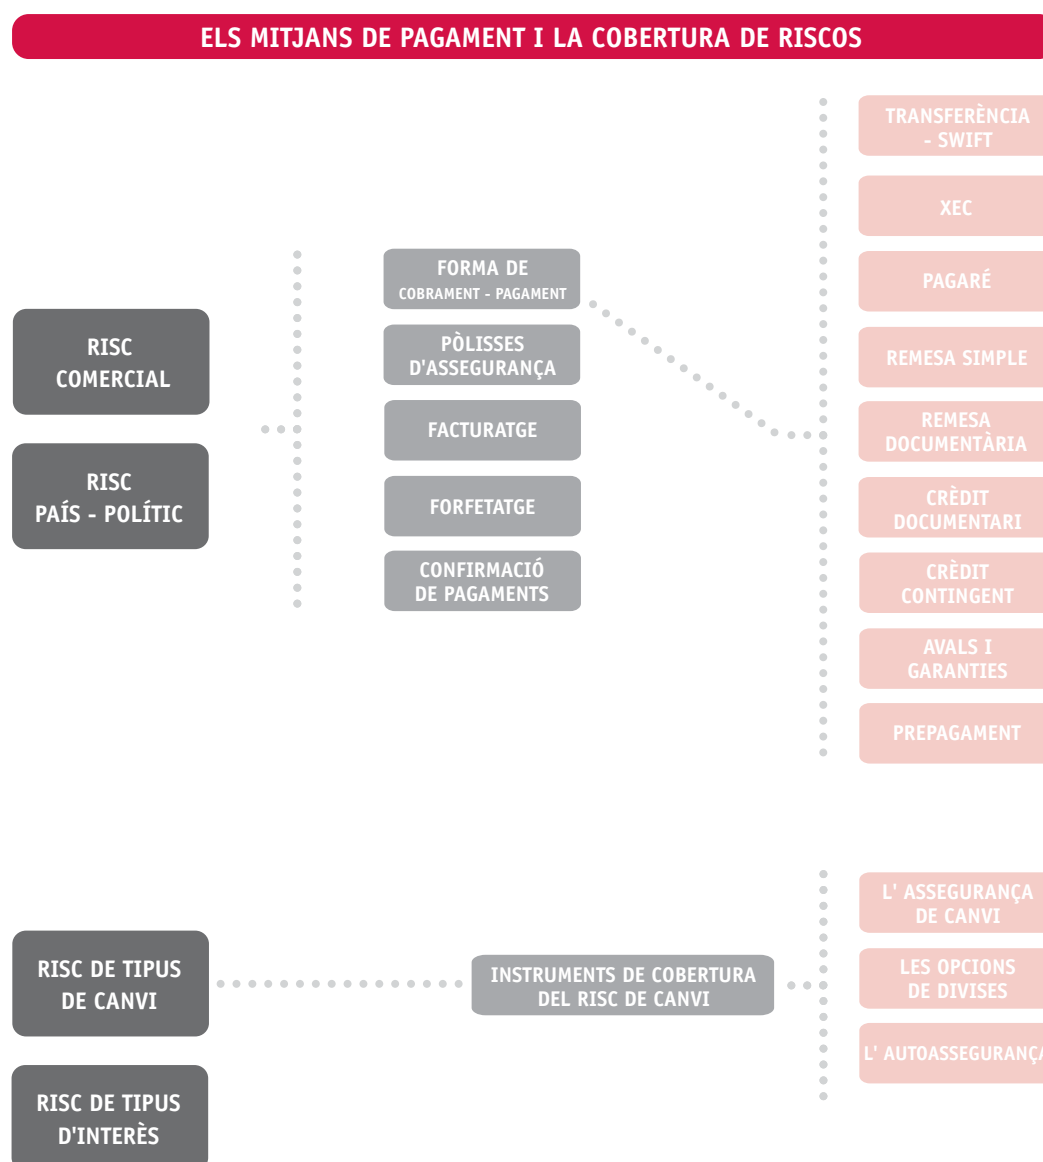 ELS MITJANS DE PAGAMENT I LA COBERTURA DE RISCOS
RISC
COMERCIAL
RISC
PAÍS - POLÍTIC
FORMA DE
COBRAMENT - PAGAMENT
PÒLISSES
D'ASSEGURANÇA
FACTURATGE
FORFETATGE
CONFIRMACIÓ
DE PAGAMENTS
TRANSFERÈNCIA
- SWIFT
XEC
PAGARÉ
REMESA SIMPLE
REMESA
DOCUMENTÀRIA
CRÈDIT
DOCUMENTARI
CRÈDIT
CONTINGENT
AVALS I
GARANTIES
PREPAGAMENT
RISC DE TIPUS
DE CANVI
INSTRUMENTS DE COBERTURA
DEL RISC DE CANVI
L' ASSEGURANÇA
DE CANVI
LES OPCIONS
DE DIVISES
L' AUTOASSEGURANÇA
RISC DE TIPUS
D'INTERÈS